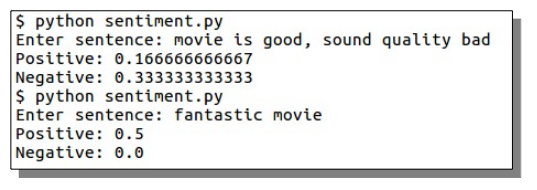 $ python sentiment.py
Enter sentence: movie is good, sound quality bad
Positive: 0.166666666667
Negative: 0.333333333333
$ python sentiment.py
Enter sentence: fantastic movie
Positive: 0.5
Negative: 0.0